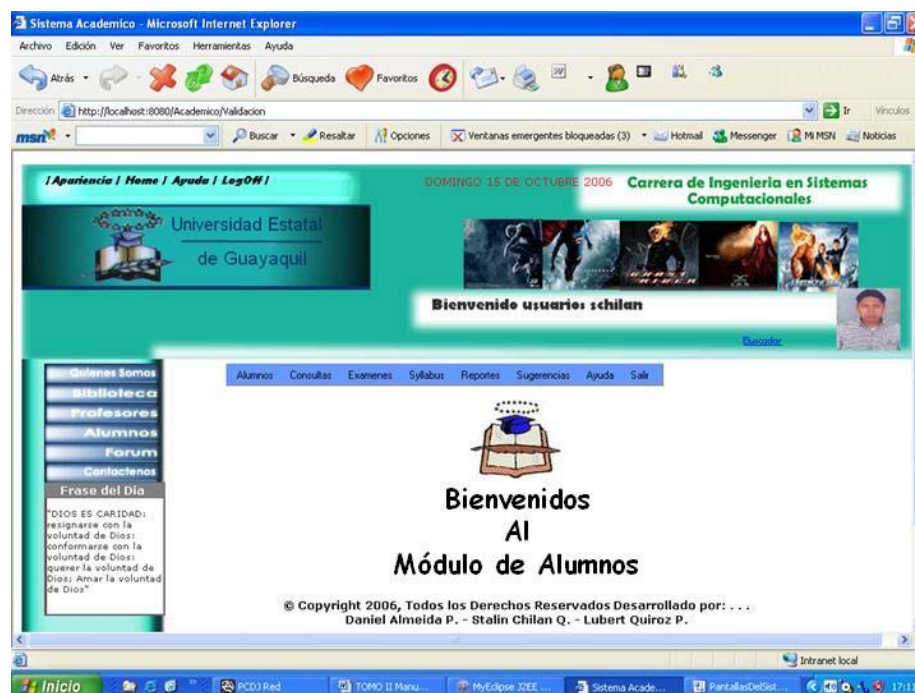 Sistema Academico - Microsoft Internet Explorer
Archivo Edición Ver Favoritos Herramientas Ayuda
Atrás Búsqueda Favoritos
Dirección http://localhost:8080/Academico/Validacion Ir Vínculos
msn Buscar Resaltar Opciones Ventanas emergentes bloqueadas (3) Hotmail Messenger Mi MSN Noticias
| Apariencia | Home | Ayuda | LogOff |
DOMINGO 15 DE OCTUBRE 2006
Carrera de Ingenieria en Sistemas
Computacionales
Universidad Estatal
de Guayaquil
GHOST RIDER
Bienvenido usuario: schilan
Buscador
Quienes Somos
Biblioteca
Profesores
Alumnos
Forum
Contactenos
Frase del Dia
"DIOS ES CARIDAD:
resignarse con la
voluntad de Dios;
conformarse con la
voluntad de Dios;
querer la voluntad de
Dios; Amar la voluntad
de Dios"
Alumnos Consultas Examenes Syllabus Reportes Sugerencias Ayuda Salir
Bienvenidos
Al
Módulo de Alumnos
© Copyright 2006, Todos los Derechos Reservados Desarrollado por: . . .
Daniel Almeida P. - Stalin Chilan Q. - Lubert Quiroz P.
Intranet local
Inicio PCDJ Red TOMO II Manu... MyEclipse J2EE ... Sistema Acade... PantallasDelSist... 17:1